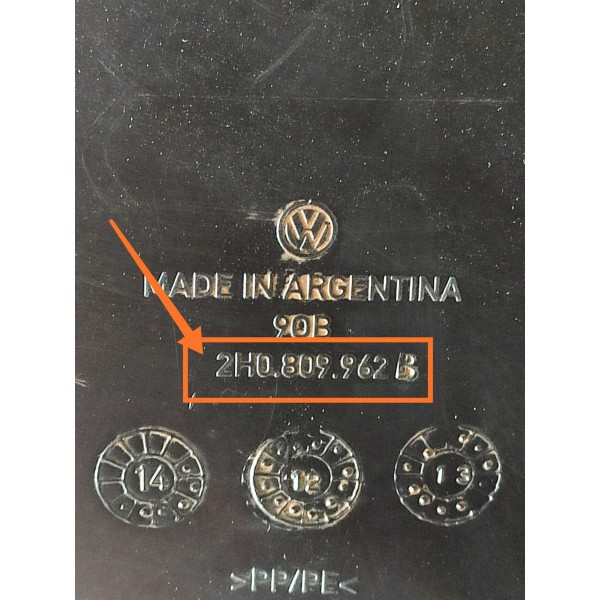 VW
MADE IN ARGENTINA
90B
2H0.809.962 B
14 12 13
>PP/PE<